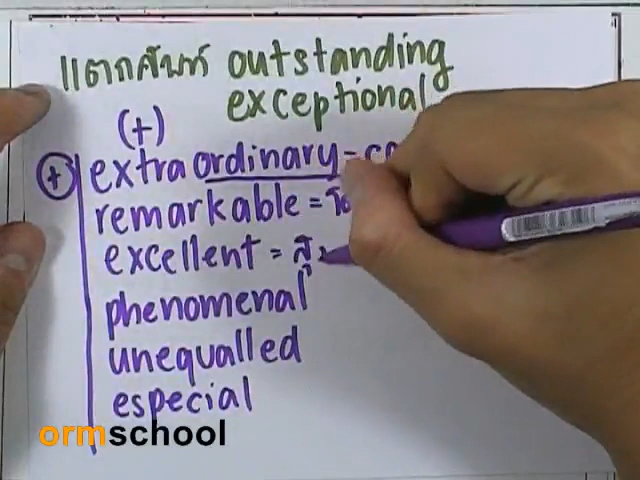 แตกศัพท์ outstanding
exceptional
(+)
+ extraordinary =
remarkable =
excellent =
phenomenal
unequalled
especial
ormschool